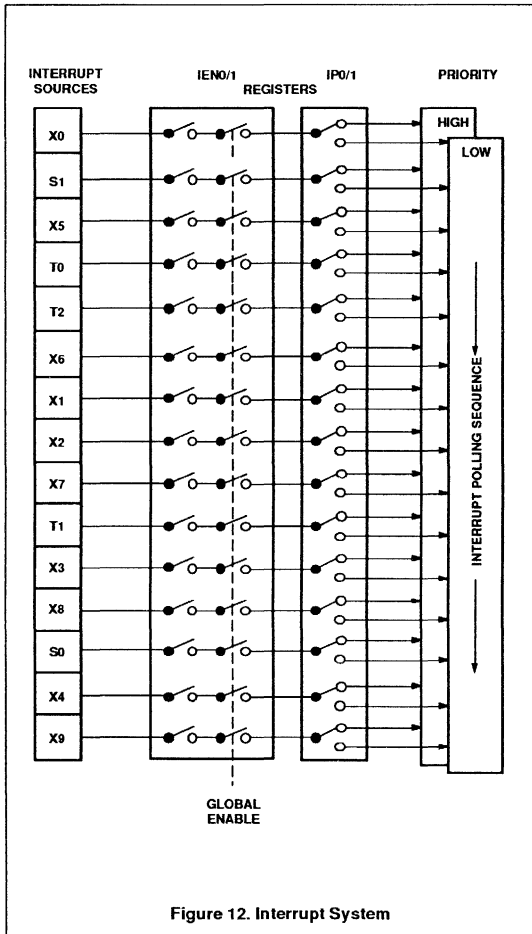 INTERRUPT SOURCES
IEN0/1
IP0/1
REGISTERS
PRIORITY
HIGH
LOW
X0
S1
X5
T0
T2
X6
X1
X2
X7
T1
X3
X8
S0
X4
X9
INTERRUPT POLLING SEQUENCE
GLOBAL
ENABLE
Figure 12. Interrupt System